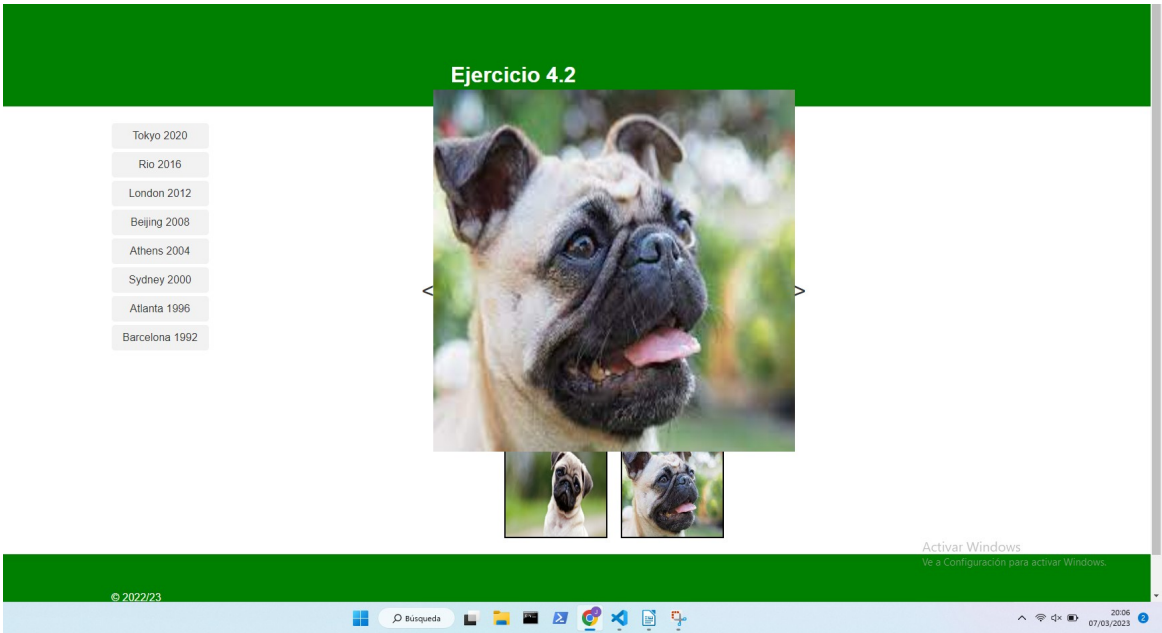 Ejercicio 4.2
Tokyo 2020
Rio 2016
London 2012
Beijing 2008
Athens 2004
Sydney 2000
Atlanta 1996
Barcelona 1992
<
>
Activar Windows
Ve a Configuración para activar Windows.
© 2022/23
Búsqueda
20:06
07/03/2023
2